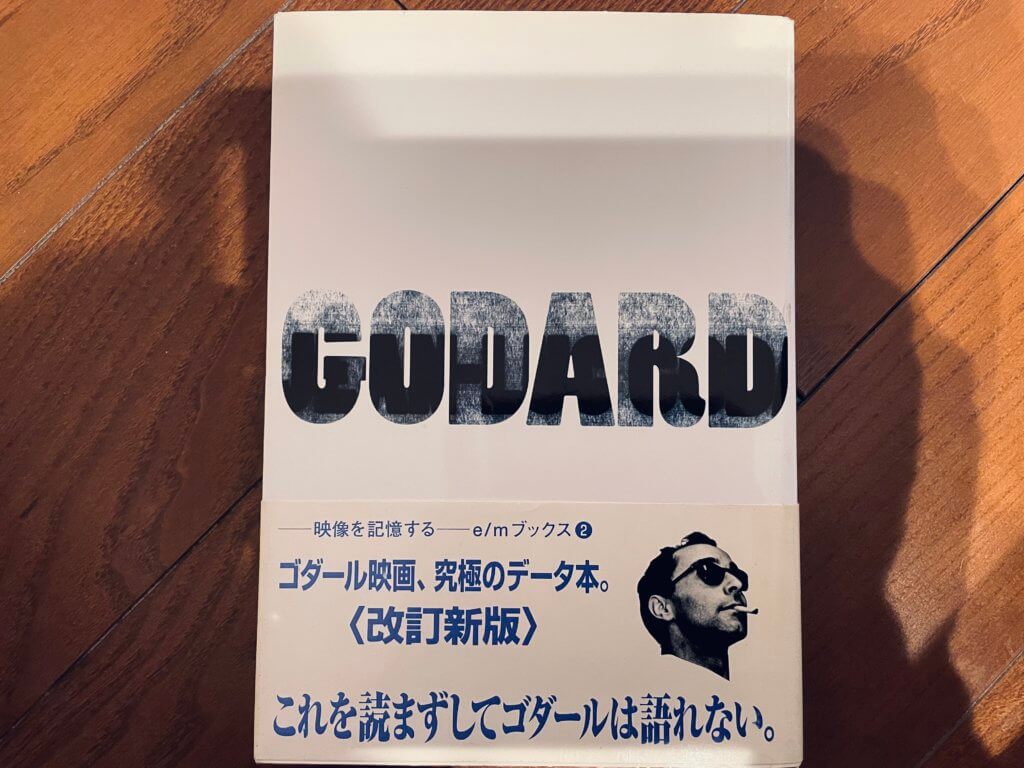 GODARD
──映像を記憶する──e/mブックス❷
ゴダール映画、究極のデータ本。
〈改訂新版〉
これを読まずしてゴダールは語れない。